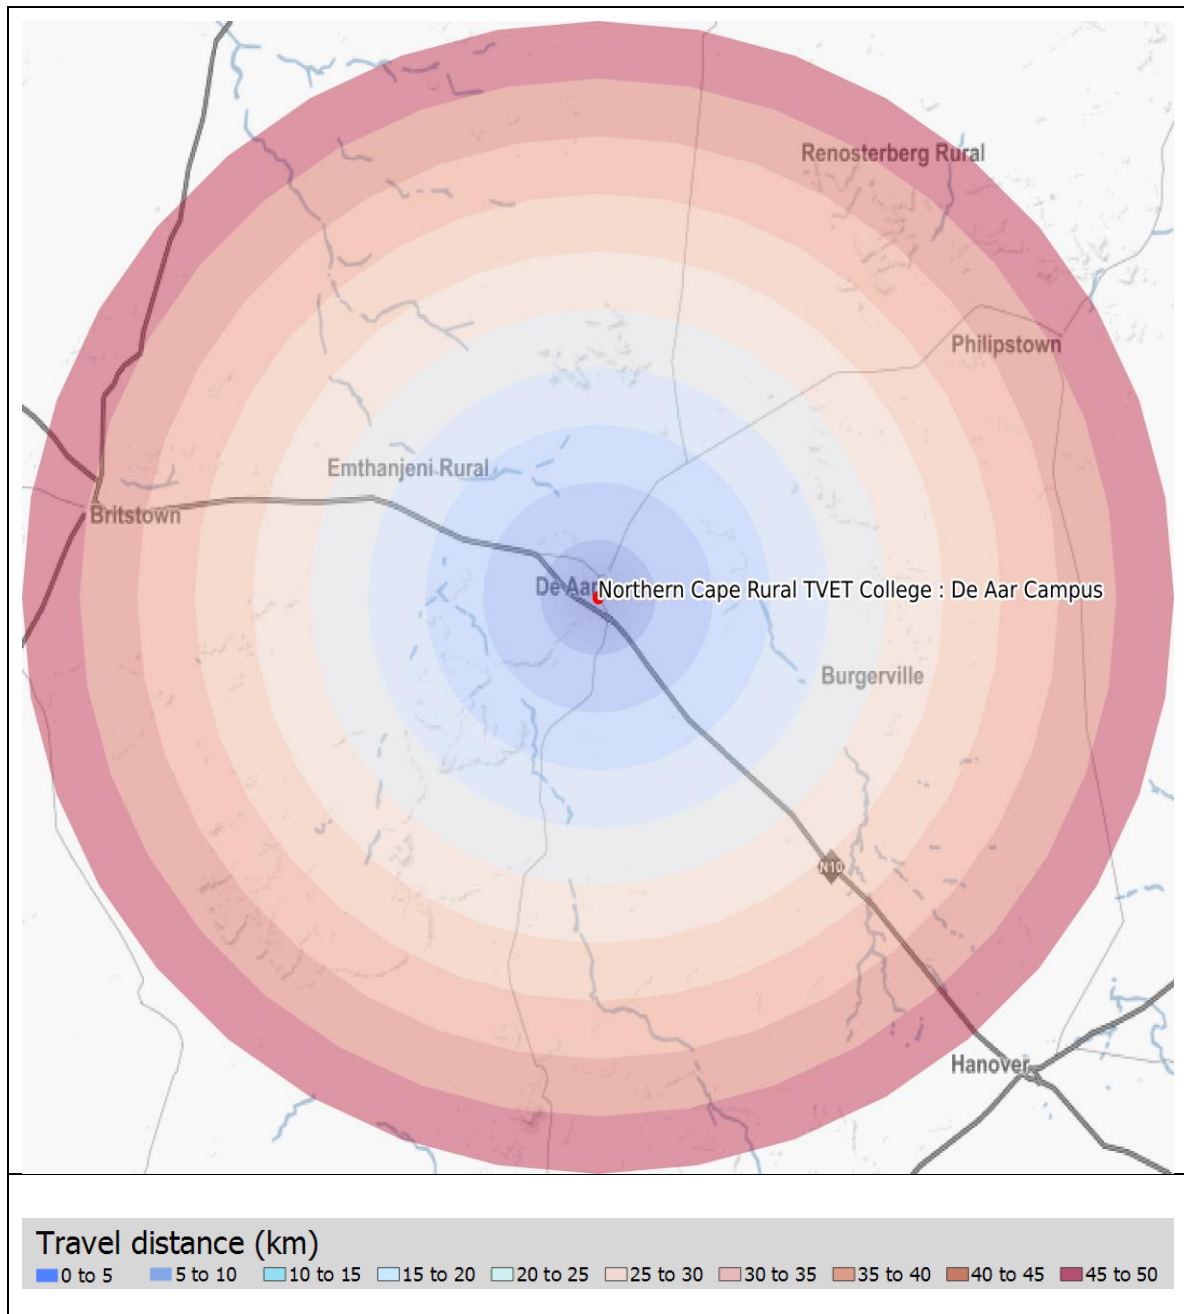 Renosterberg Rural
Philipstown
Emthanjeni Rural
Britstown
De Aar
Northern Cape Rural TVET College : De Aar Campus
Burgerville
N10
Hanover
Travel distance (km)
0 to 5 5 to 10 10 to 15 15 to 20 20 to 25 25 to 30 30 to 35 35 to 40 40 to 45 45 to 50